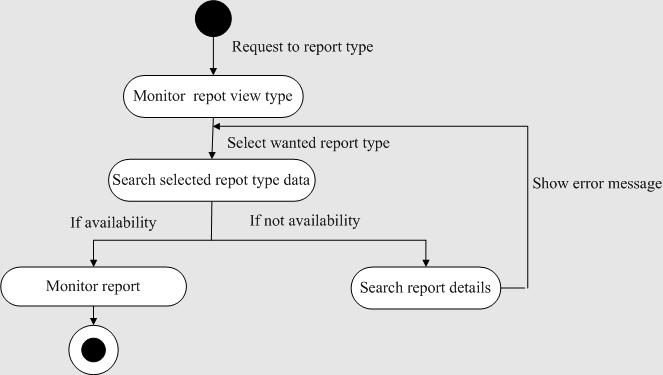 Request to report type
Monitor repot view type
Select wanted report type
Search selected repot type data
Show error message
If availability
If not availability
Monitor report
Search report details